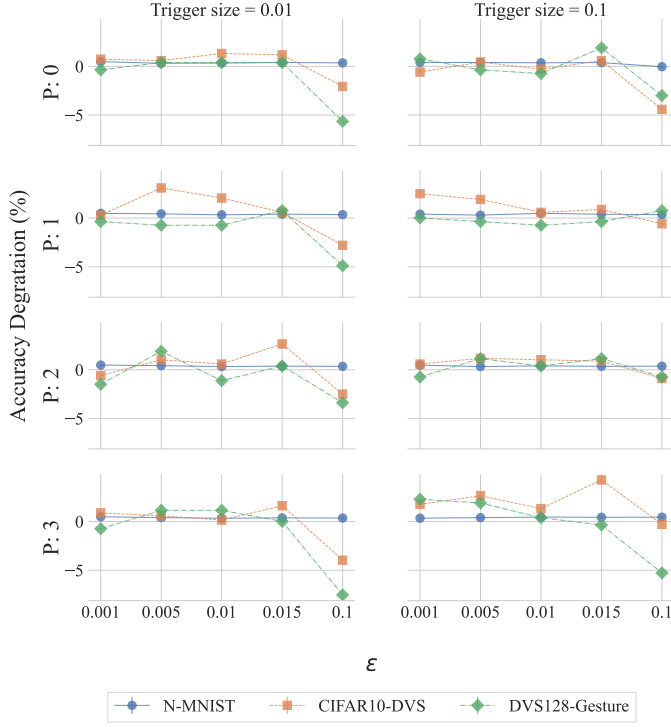 Trigger size = 0.01
Trigger size = 0.1
Accuracy Degrataion (%)
P: 0
0
−5
P: 1
0
−5
P: 2
0
−5
P: 3
0
−5
0.001 0.005 0.01 0.015 0.1
0.001 0.005 0.01 0.015 0.1
ε
N-MNIST CIFAR10-DVS DVS128-Gesture